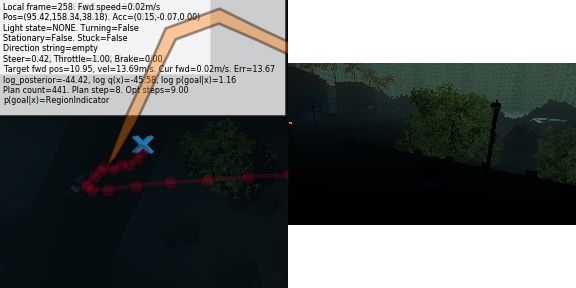 Local frame=258. Fwd speed=0.02m/s
Pos=(95.42,158.34,38.18). Acc=(0.15,-0.07,0.00)
Light state=NONE. Turning=False
Stationary=False. Stuck=False
Direction string=empty
Steer=0.42, Throttle=1.00, Brake=0.00,
Target fwd pos=10.95, vel=13.69m/s. Cur fwd=0.02m/s. Err=13.67
log_posterior=-44.42, log q(x)=-45.58, log p(goal|x)=1.16
Plan count=441. Plan step=8. Opt steps=9.00
p(goal|x)=RegionIndicator